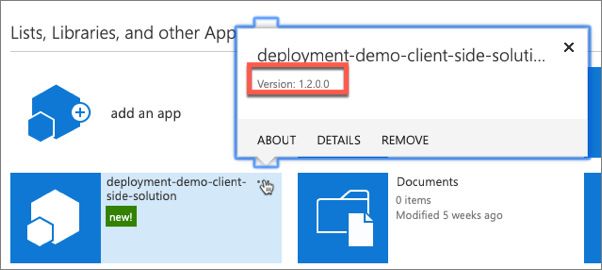 Lists, Libraries, and other App
deployment-demo-client-side-soluti...
Version: 1.2.0.0
add an app
ABOUT DETAILS REMOVE
deployment-demo-client-
side-solution
new!
Documents
0 items
Modified 5 weeks ago